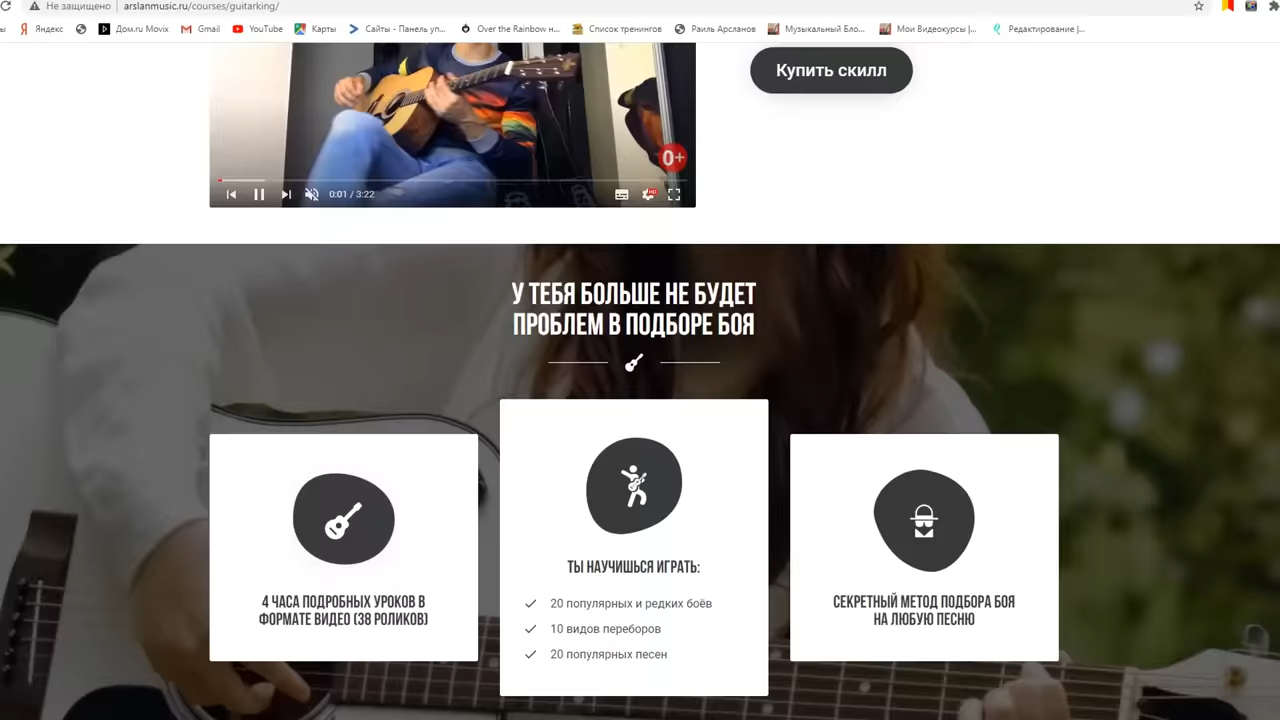 Не защищено arslanmusic.ru/courses/guitarking/
ы Яндекс Дом.ru Movix Gmail YouTube Карты Сайты - Панель уп... Over the Rainbow н... Список тренингов Раиль Арсланов Музыкальный Бло... Мои Видеокурсы |... Редактирование |...
Купить скилл
0+
0:01 / 3:22
HD
У ТЕБЯ БОЛЬШЕ НЕ БУДЕТ
ПРОБЛЕМ В ПОДБОРЕ БОЯ
4 ЧАСА ПОДРОБНЫХ УРОКОВ В
ФОРМАТЕ ВИДЕО (38 РОЛИКОВ)
ТЫ НАУЧИШЬСЯ ИГРАТЬ:
20 популярных и редких боёв
10 видов переборов
20 популярных песен
СЕКРЕТНЫЙ МЕТОД ПОДБОРА БОЯ
НА ЛЮБУЮ ПЕСНЮ